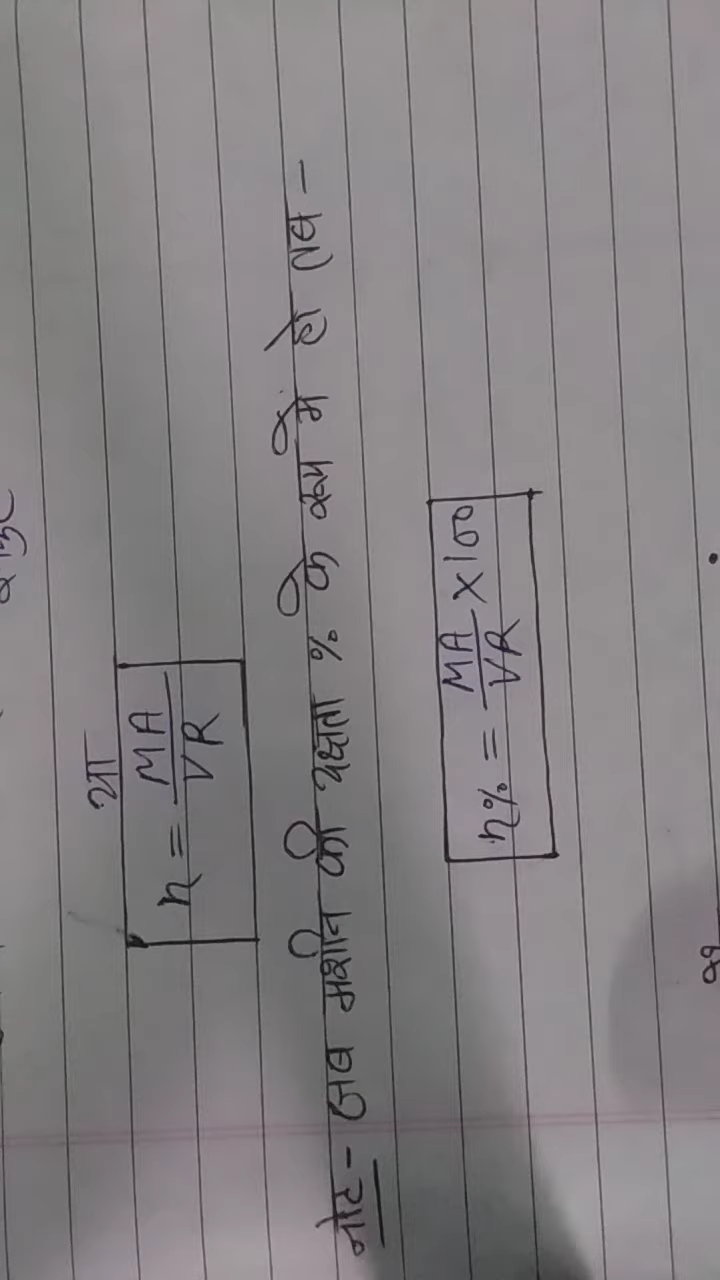 या
η = MA/VR
नोट - जब मशीन की दक्षता % के रूप में हो तब -
η% = MA/VR × 100